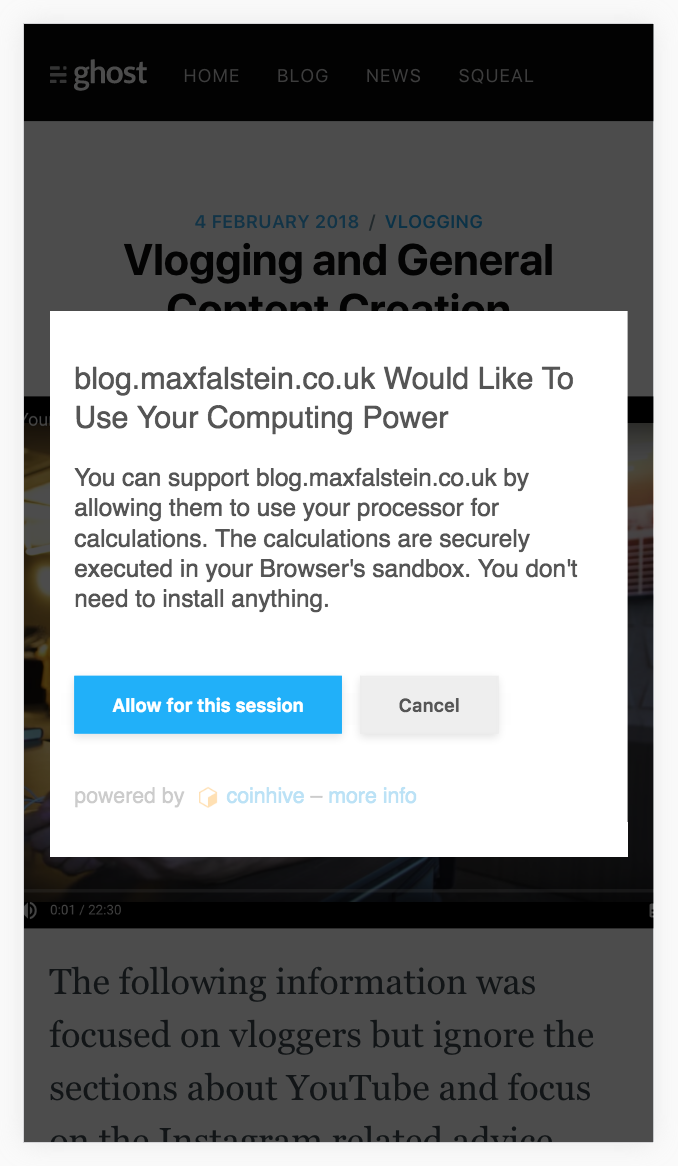 ghost HOME BLOG NEWS SQUEAL
4 FEBRUARY 2018 / VLOGGING
Vlogging and General
Content Creation
blog.maxfalstein.co.uk Would Like To
Use Your Computing Power
You can support blog.maxfalstein.co.uk by
allowing them to use your processor for
calculations. The calculations are securely
executed in your Browser's sandbox. You don't
need to install anything.
Allow for this session Cancel
powered by coinhive – more info
0:01 / 22:30
The following information was
focused on vloggers but ignore the
sections about YouTube and focus
on the Instagram related advice